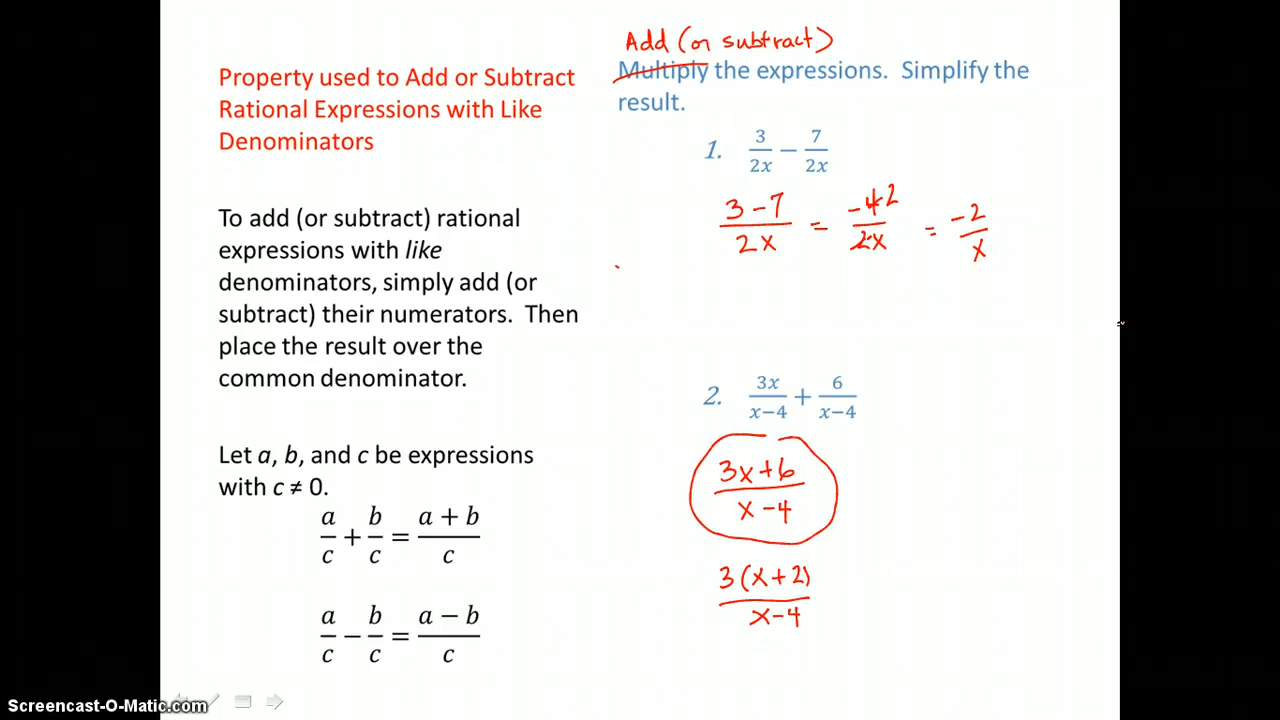 Property used to Add or Subtract
Rational Expressions with Like
Denominators
To add (or subtract) rational
expressions with like
denominators, simply add (or
subtract) their numerators.  Then
place the result over the
common denominator.
Let a, b, and c be expressions
with c ≠ 0.
a/c + b/c = (a + b)/c
a/c − b/c = (a − b)/c
Add (or subtract)
Multiply the expressions.  Simplify the
result.
1. 3/2x − 7/2x
(3-7)/2x = -4 2/2x = -2/x
2. 3x/(x−4) + 6/(x−4)
(3x+6)/(x-4)
3(x+2)/(x-4)
Screencast-O-Matic.com